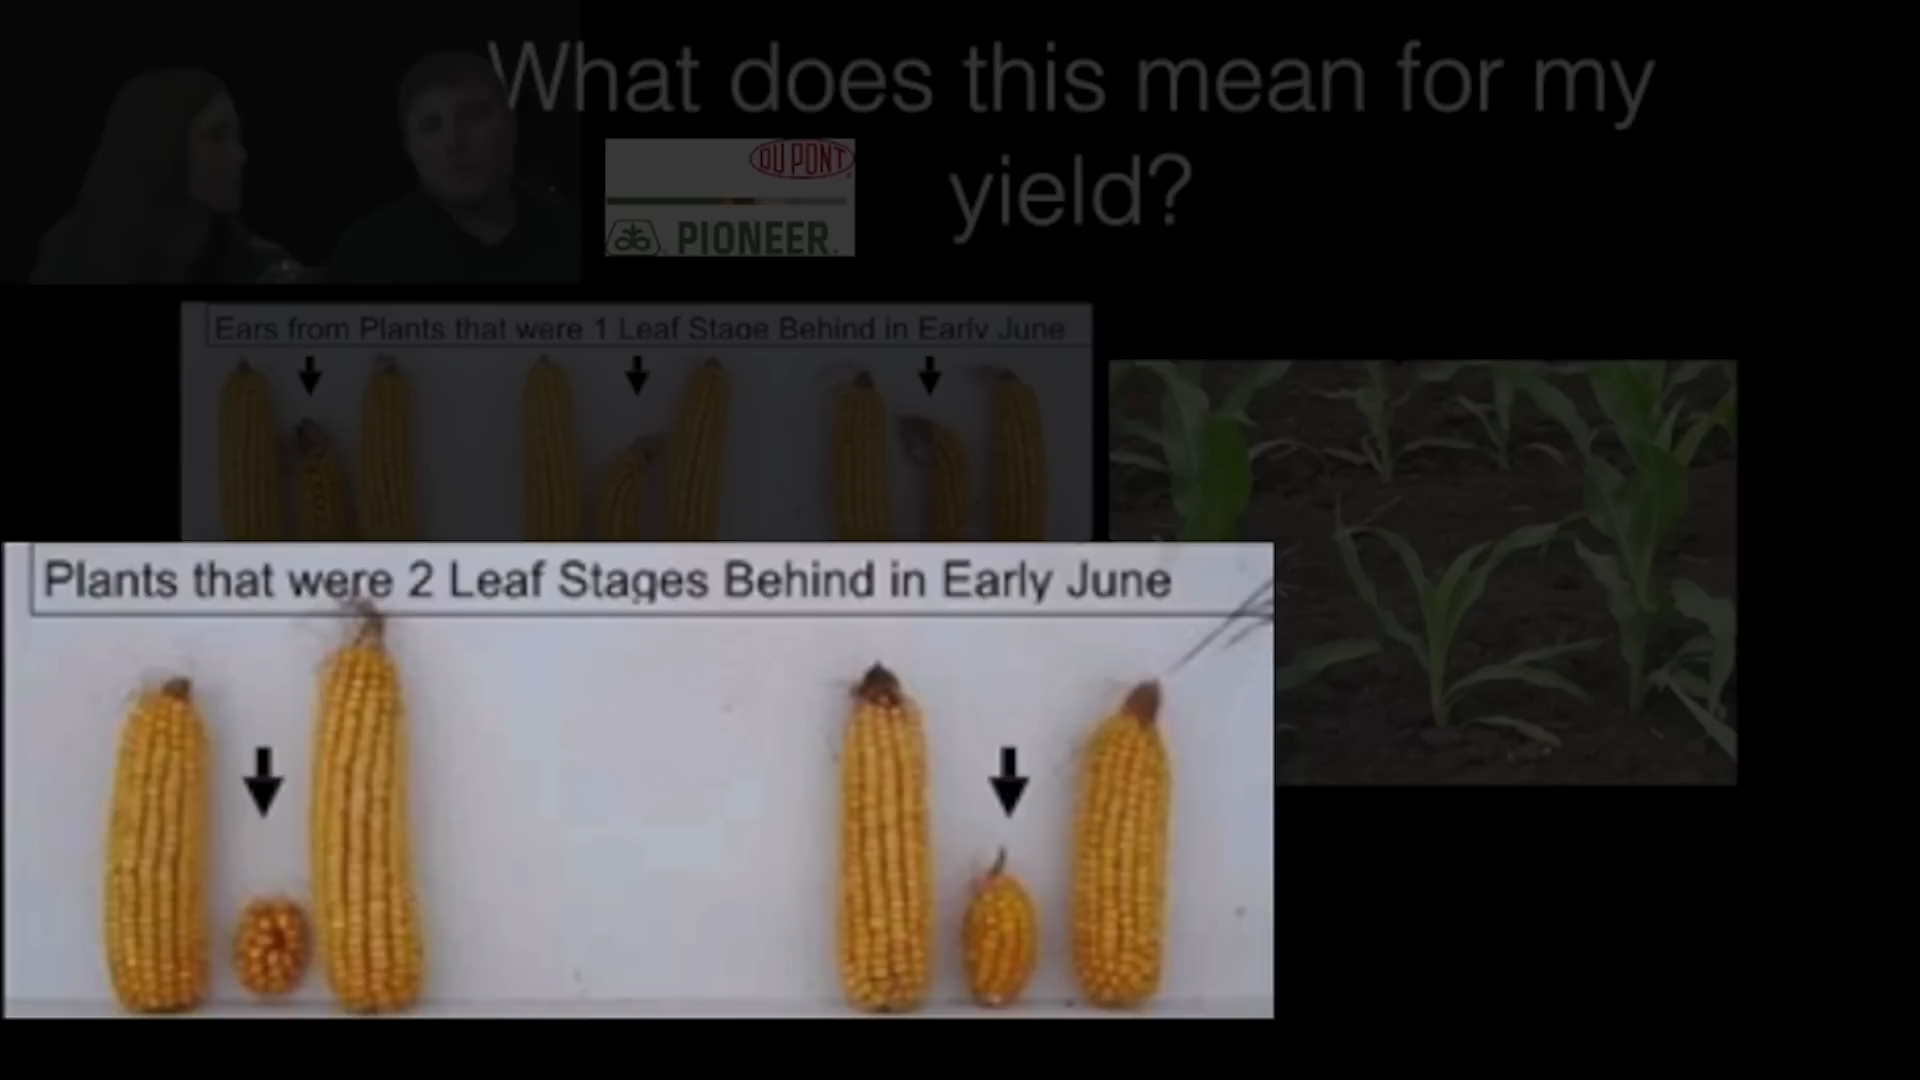 What does this mean for my
yield?
DU PONT
PIONEER
Ears from Plants that were 1 Leaf Stage Behind in Early June
Plants that were 2 Leaf Stages Behind in Early June